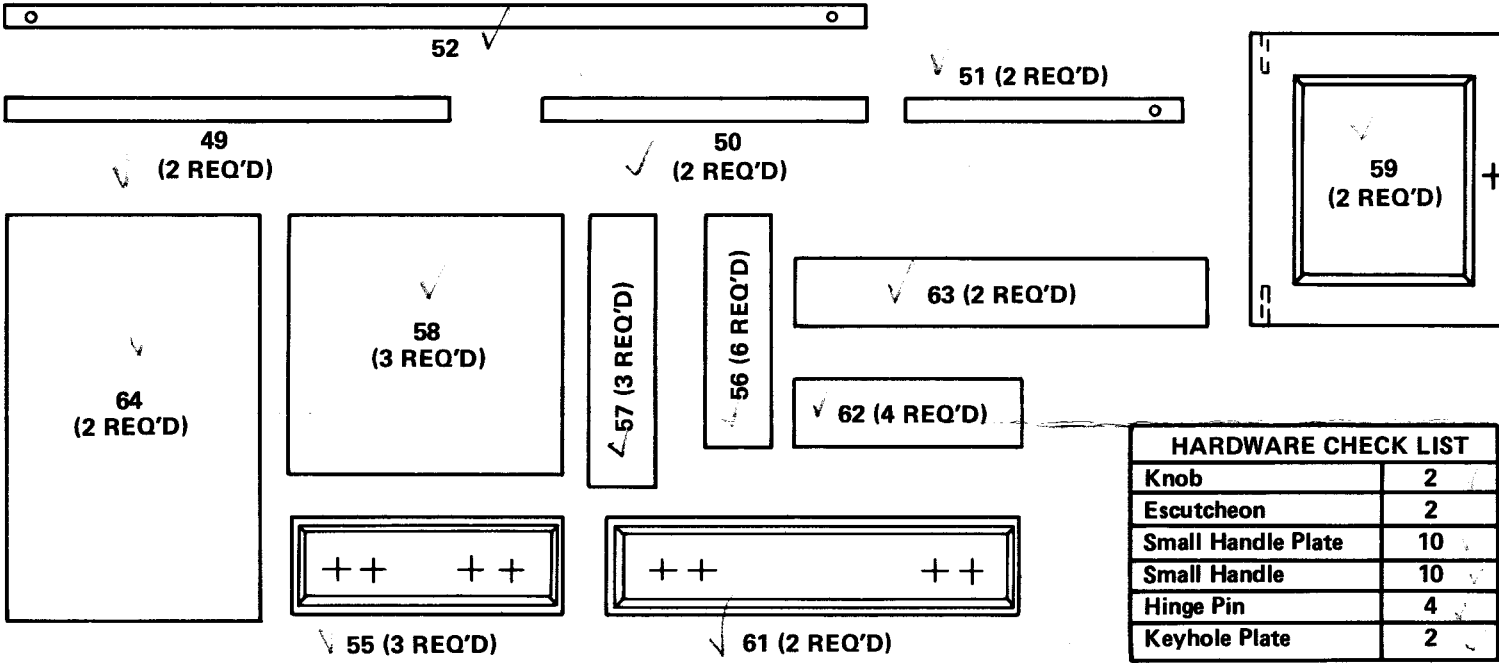 52
51 (2 REQ'D)
49
(2 REQ'D)
50
(2 REQ'D)
59
(2 REQ'D)
64
(2 REQ'D)
58
(3 REQ'D)
57 (3 REQ'D)
56 (6 REQ'D)
63 (2 REQ'D)
62 (4 REQ'D)
55 (3 REQ'D)
61 (2 REQ'D)
HARDWARE CHECK LIST
Knob 2
Escutcheon 2
Small Handle Plate 10
Small Handle 10
Hinge Pin 4
Keyhole Plate 2